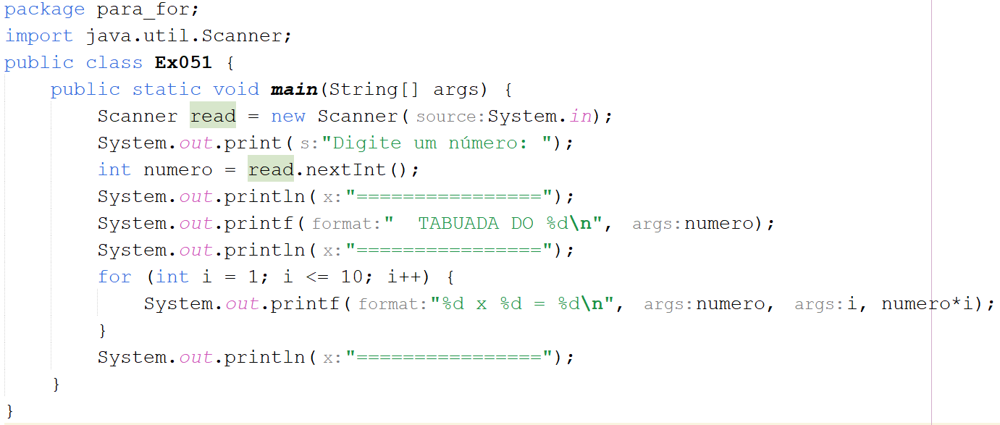 package para_for;
import java.util.Scanner;
public class Ex051 {
    public static void main(String[] args) {
        Scanner read = new Scanner( source:System.in);
        System.out.print( s:"Digite um número: ");
        int numero = read.nextInt();
        System.out.println( x:"================");
        System.out.printf( format:"  TABUADA DO %d\n", args:numero);
        System.out.println( x:"================");
        for (int i = 1; i <= 10; i++) {
            System.out.printf( format:"%d x %d = %d\n", args:numero, args:i, numero*i);
        }
        System.out.println( x:"================");
    }
}